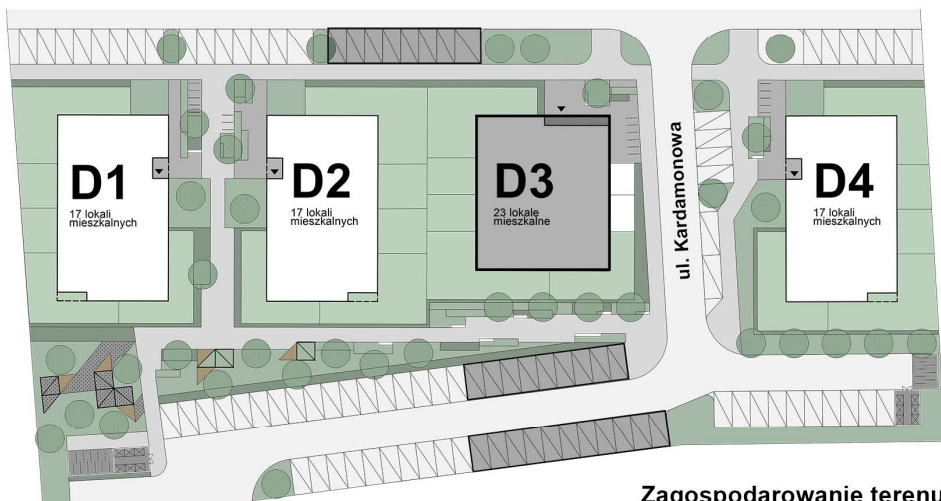 D1
17 lokali
mieszkalnych
D2
17 lokali
mieszkalnych
D3
23 lokale
mieszkalne
ul. Kardamonowa
D4
17 lokali
mieszkalnych
Zagospodarowanie terenu